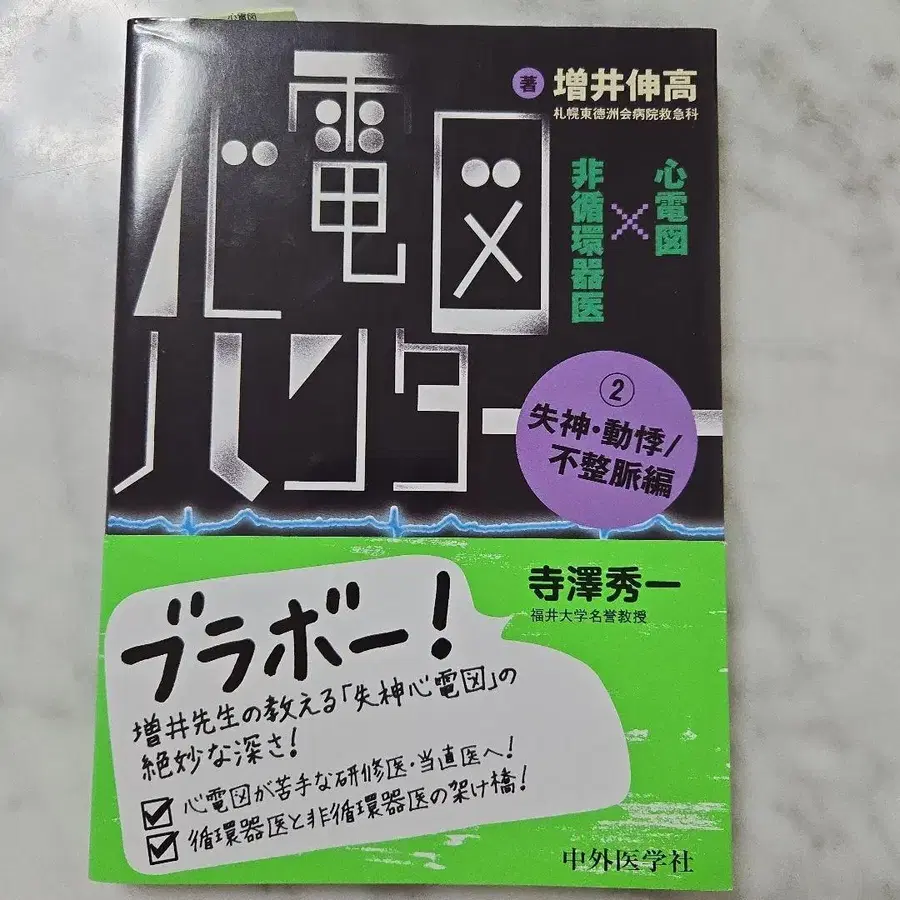 心電図
著 増井伸高
札幌東徳洲会病院救急科
心電図
×
非循環器医
心電図
ハンター
②
失神・動悸/
不整脈編
寺澤秀一
福井大学名誉教授
ブラボー!
増井先生の教える「失神心電図」の
絶妙な深さ!
心電図が苦手な研修医・当直医へ!
循環器医と非循環器医の架け橋!
中外医学社